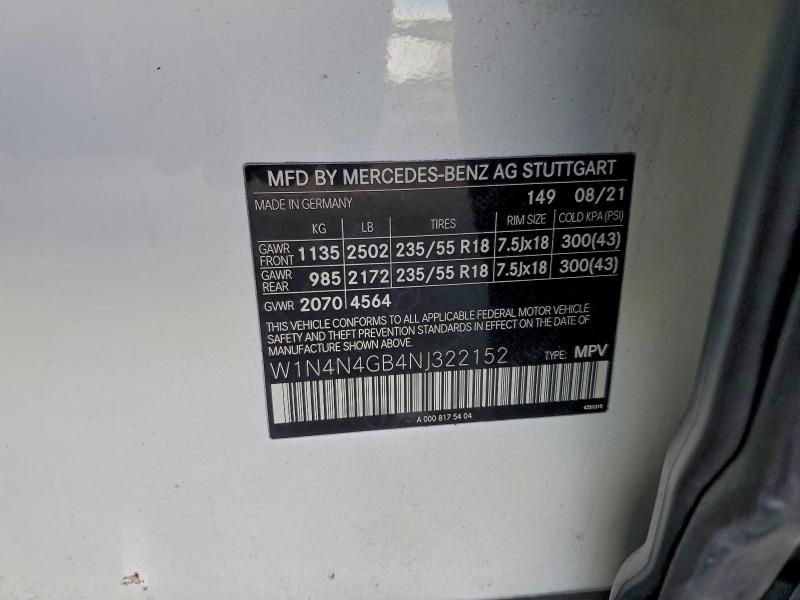 MFD BY MERCEDES-BENZ AG STUTTGART
MADE IN GERMANY 149 08/21
KG LB TIRES RIM SIZE COLD KPA (PSI)
GAWR FRONT 1135 2502 235/55 R18 7.5Jx18 300(43)
GAWR REAR 985 2172 235/55 R18 7.5Jx18 300(43)
GVWR 2070 4564
THIS VEHICLE CONFORMS TO ALL APPLICABLE FEDERAL MOTOR VEHICLE
SAFETY AND THEFT PREVENTION STANDARDS IN EFFECT ON THE DATE
OF MANUFACTURE SHOWN ABOVE.
W1N4N4GB4NJ322152 TYPE: MPV
A 000 817 54 04